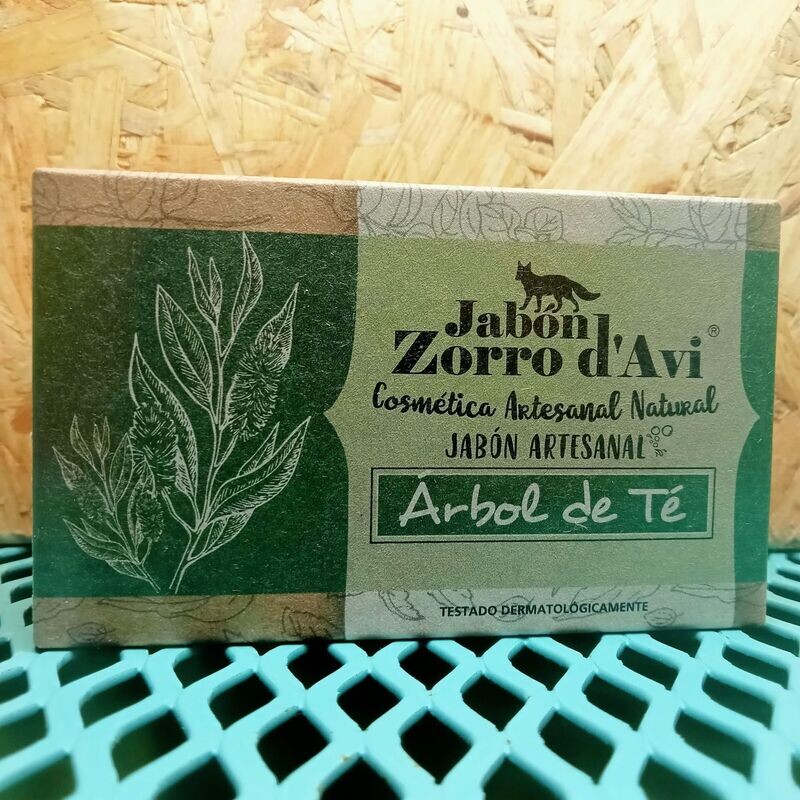 Jabón
Zorro d'Avi®
Cosmética Artesanal Natural
JABÓN ARTESANAL
Árbol de Té
TESTADO DERMATOLÓGICAMENTE